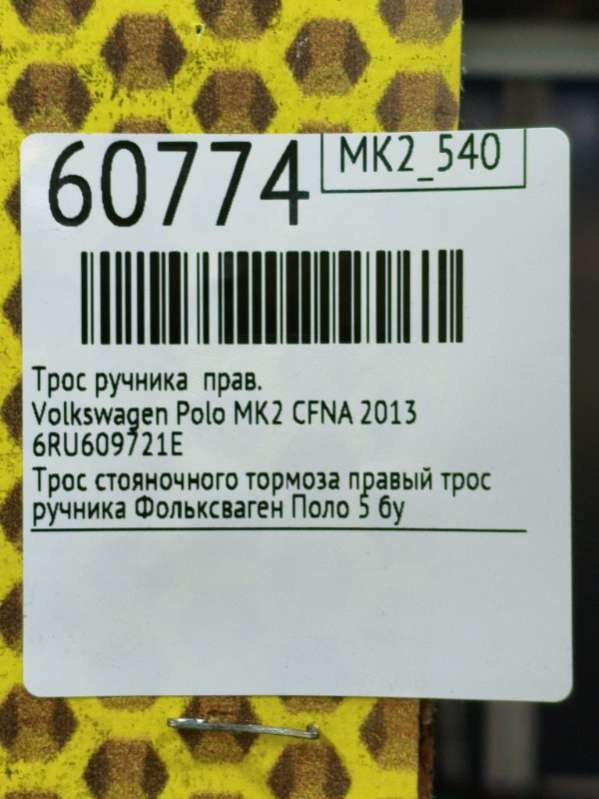 60774
MK2_540
Трос ручника прав.
Volkswagen Polo MK2 CFNA 2013
6RU609721E
Трос стояночного тормоза правый трос
ручника Фольксваген Поло 5 бу